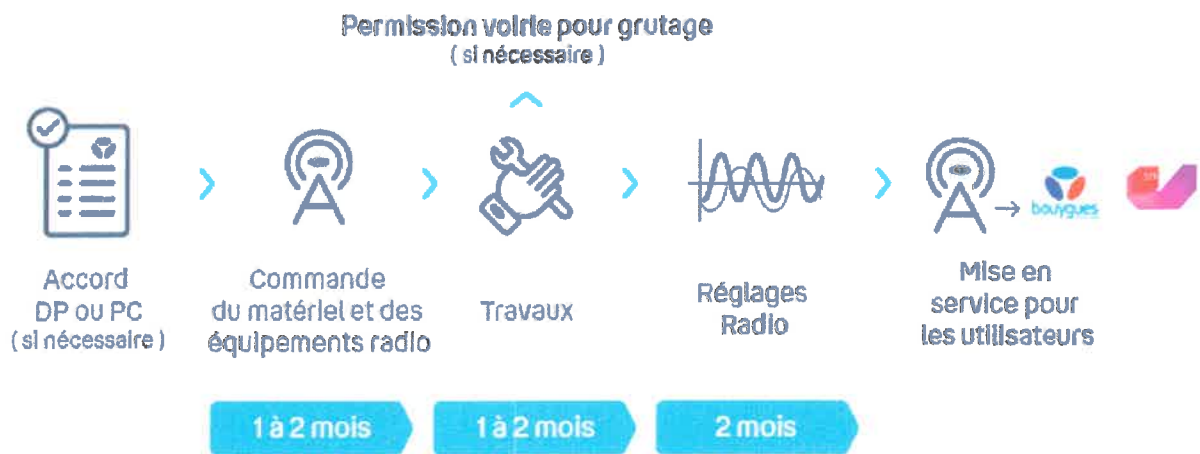 Permission voirie pour grutage
( si nécessaire )
Accord
DP ou PC
( si nécessaire )
Commande
du matériel et des
équipements radio
Travaux
Réglages
Radio
bouygues
Mise en
service pour
les utilisateurs
1 à 2 mois
1 à 2 mois
2 mois